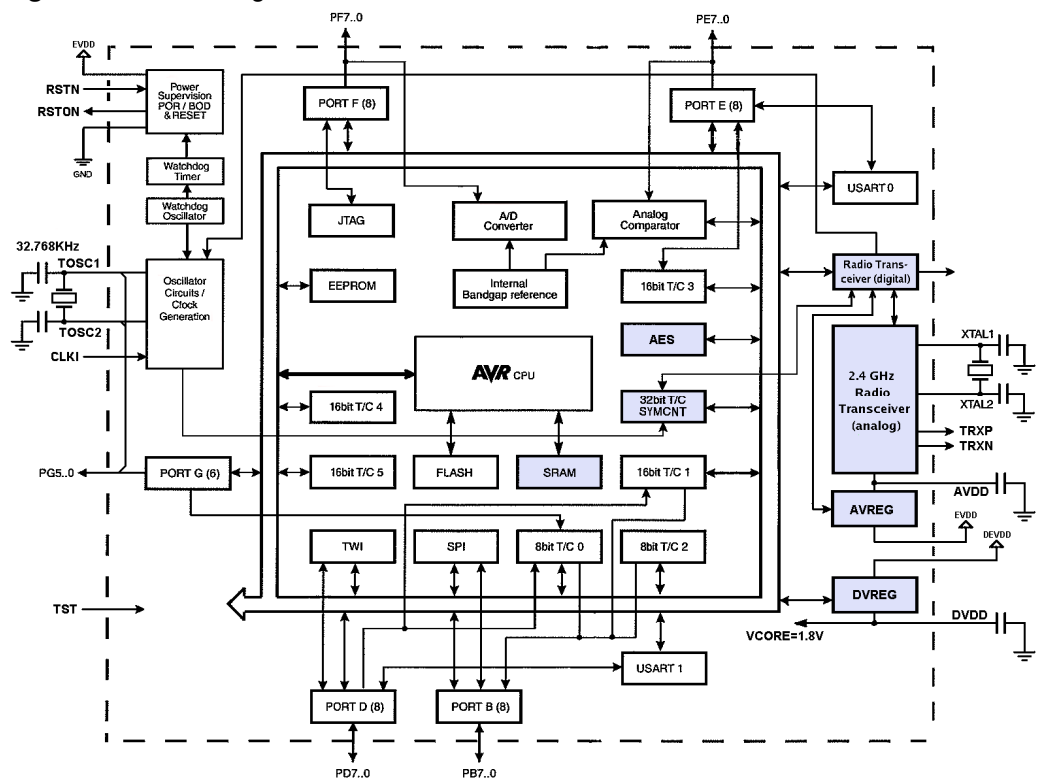 PF7..0
PE7..0
EVDD
RSTN
RSTON
GND
Power
Supervision
POR / BOD
& RESET
PORT F (8)
PORT E (8)
Watchdog
Timer
Watchdog
Oscillator
USART 0
JTAG
A/D
Converter
Analog
Comparator
32.768KHz
TOSC1
TOSC2
CLKI
Oscillator
Circuits /
Clock
Generation
EEPROM
Internal
Bandgap reference
16bit T/C 3
Radio Trans-
ceiver (digital)
AES
AVR CPU
XTAL1
XTAL2
2.4 GHz
Radio
Transceiver
(analog)
16bit T/C 4
32bit T/C
SYMCNT
TRXP
TRXN
PG5..0
PORT G (6)
16bit T/C 5
FLASH
SRAM
16bit T/C 1
AVDD
AVREG
EVDD
DEVDD
TWI
SPI
8bit T/C 0
8bit T/C 2
TST
DVREG
DVDD
VCORE=1.8V
USART 1
PORT D (8)
PORT B (8)
PD7..0
PB7..0